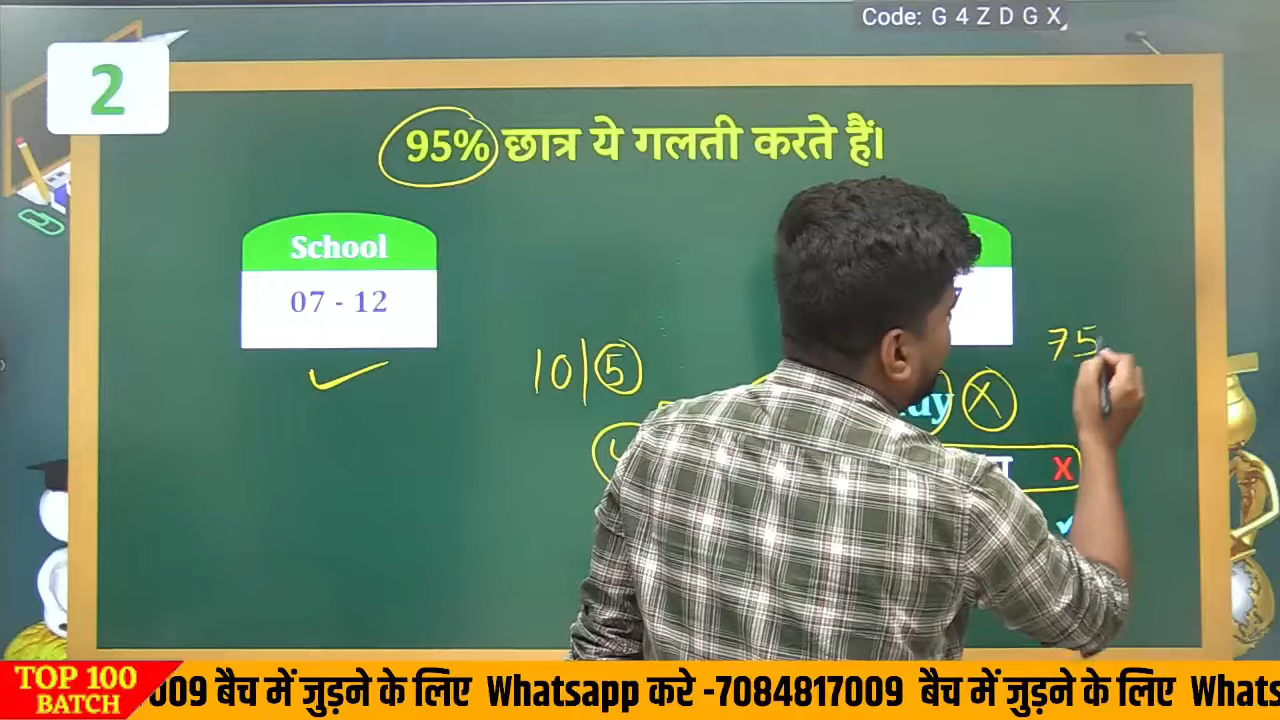 Code: G 4 Z D G X
2
95% छात्र ये गलती करते हैं।
School
07 - 12
10|5
75
X
X
TOP 100
BATCH
009 बैच में जुड़ने के लिए Whatsapp करे -7084817009 बैच में जुड़ने के लिए Whats